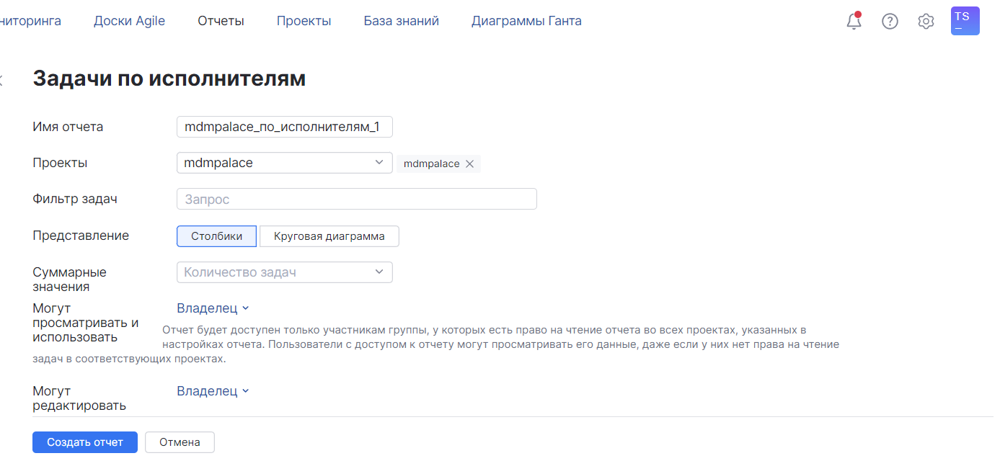 ниторинга Доски Agile Отчеты Проекты База знаний Диаграммы Ганта TS
Задачи по исполнителям
Имя отчета mdmpalace_по_исполнителям_1
Проекты mdmpalace mdmpalace
Фильтр задач Запрос
Представление Столбики Круговая диаграмма
Суммарные значения Количество задач
Могут просматривать и использовать Владелец
Отчет будет доступен только участникам группы, у которых есть право на чтение отчета во всех проектах, указанных в
настройках отчета. Пользователи с доступом к отчету могут просматривать его данные, даже если у них нет права на чтение
задач в соответствующих проектах.
Могут редактировать Владелец
Создать отчет Отмена